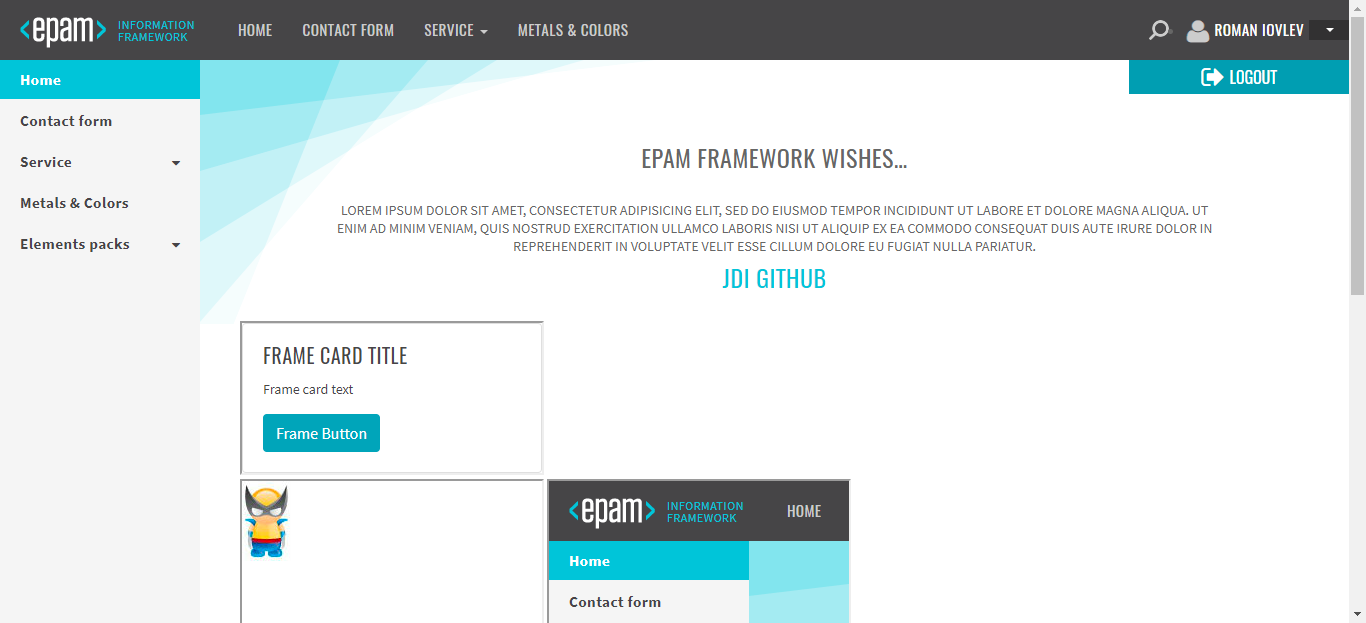 <epam> INFORMATION FRAMEWORK HOME CONTACT FORM SERVICE METALS & COLORS ROMAN IOVLEV
LOGOUT
Home
Contact form
Service
Metals & Colors
Elements packs
EPAM FRAMEWORK WISHES…
LOREM IPSUM DOLOR SIT AMET, CONSECTETUR ADIPISICING ELIT, SED DO EIUSMOD TEMPOR INCIDIDUNT UT LABORE ET DOLORE MAGNA ALIQUA. UT
ENIM AD MINIM VENIAM, QUIS NOSTRUD EXERCITATION ULLAMCO LABORIS NISI UT ALIQUIP EX EA COMMODO CONSEQUAT DUIS AUTE IRURE DOLOR IN
REPREHENDERIT IN VOLUPTATE VELIT ESSE CILLUM DOLORE EU FUGIAT NULLA PARIATUR.
JDI GITHUB
FRAME CARD TITLE
Frame card text
Frame Button
<epam> INFORMATION FRAMEWORK HOME
Home
Contact form